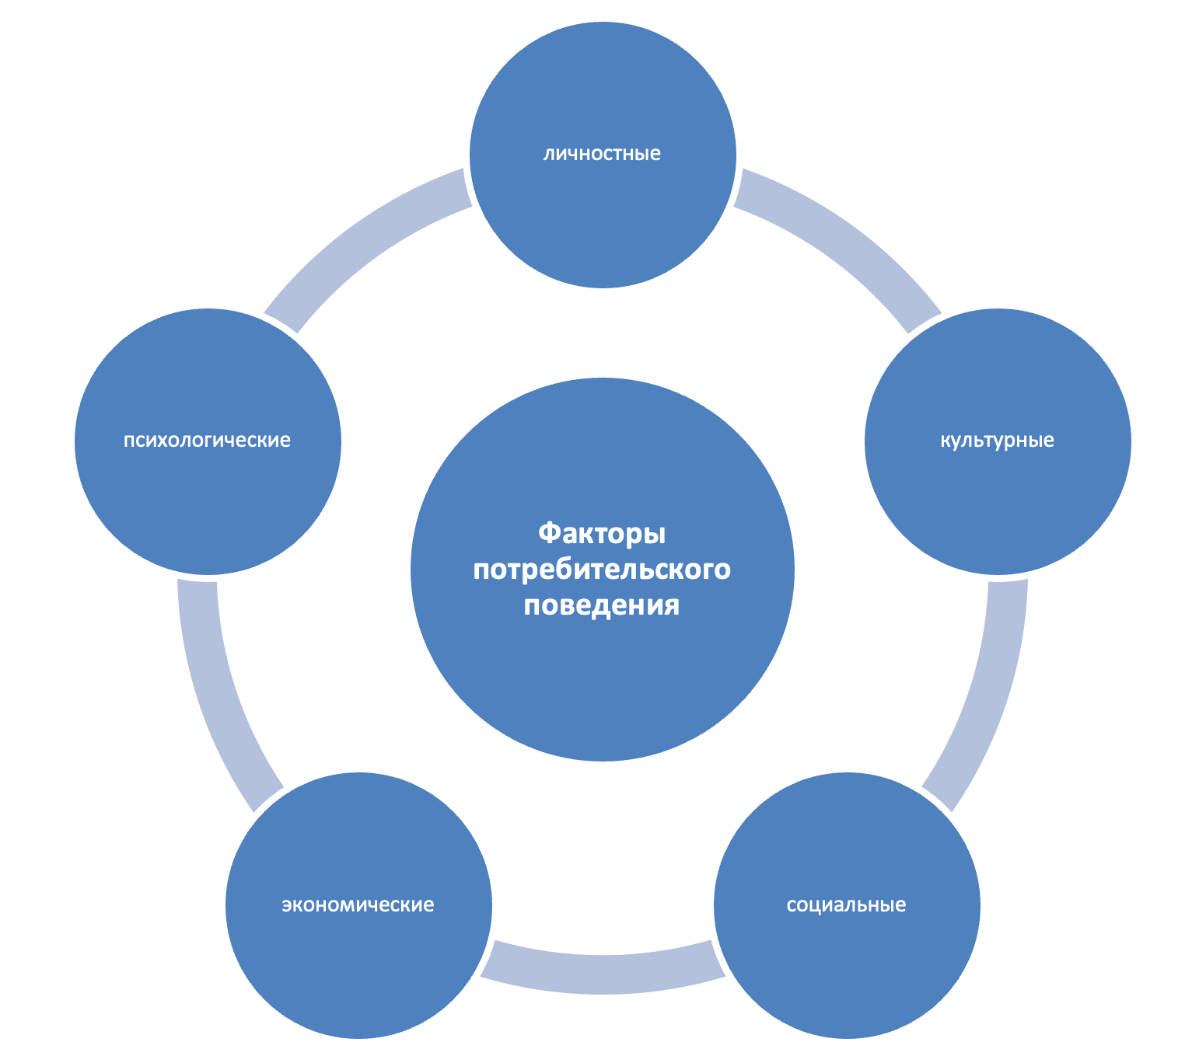 личностные
психологические
культурные
Факторы
потребительского
поведения
экономические
социальные